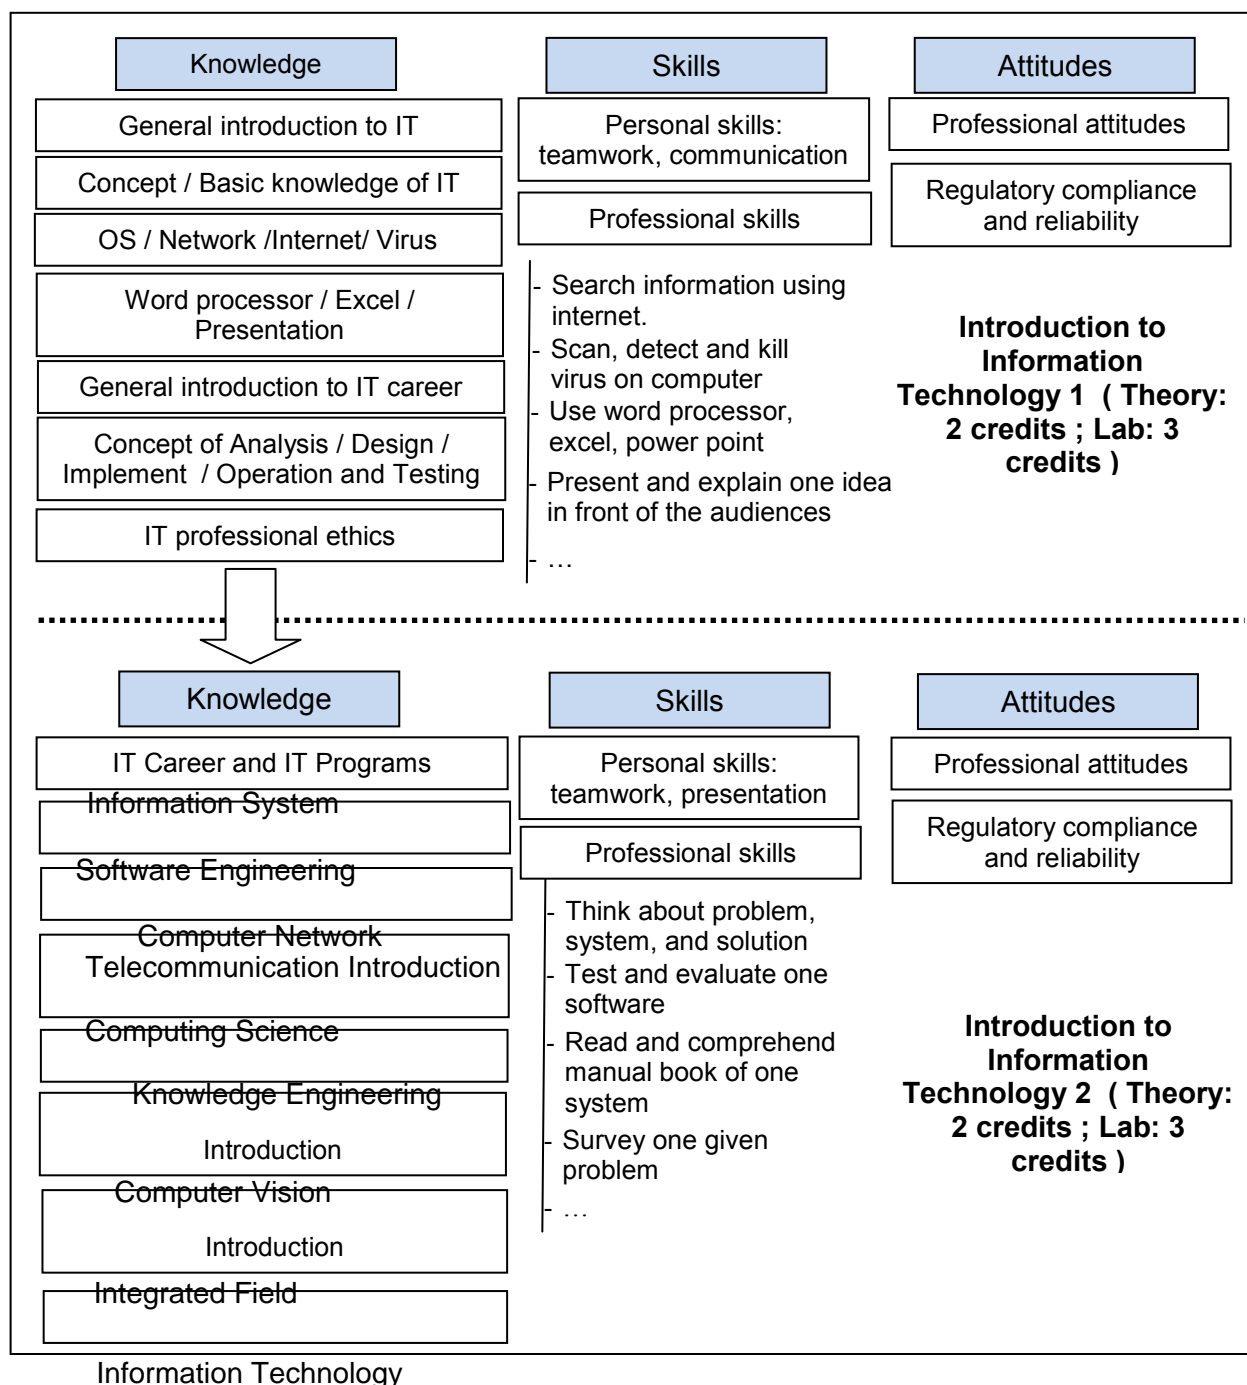 Knowledge
General introduction to IT
Concept / Basic knowledge of IT
OS / Network /Internet/ Virus
Word processor / Excel /
Presentation
General introduction to IT career
Concept of Analysis / Design /
Implement / Operation and Testing
IT professional ethics
Skills
Personal skills:
teamwork, communication
Professional skills
- Search information using
internet.
- Scan, detect and kill
virus on computer
- Use word processor,
excel, power point
- Present and explain one idea
in front of the audiences
- ...
Attitudes
Professional attitudes
Regulatory compliance
and reliability
Introduction to
Information
Technology 1 ( Theory:
2 credits ; Lab: 3
credits )
Knowledge
IT Career and IT Programs
Information System
Software Engineering
Computer Network
Telecommunication Introduction
Computing Science
Knowledge Engineering
Introduction
Computer Vision
Introduction
Integrated Field
Information Technology
Skills
Personal skills:
teamwork, presentation
Professional skills
- Think about problem,
system, and solution
- Test and evaluate one
software
- Read and comprehend
manual book of one
system
- Survey one given
problem
- ...
Attitudes
Professional attitudes
Regulatory compliance
and reliability
Introduction to
Information
Technology 2 ( Theory:
2 credits ; Lab: 3
credits )